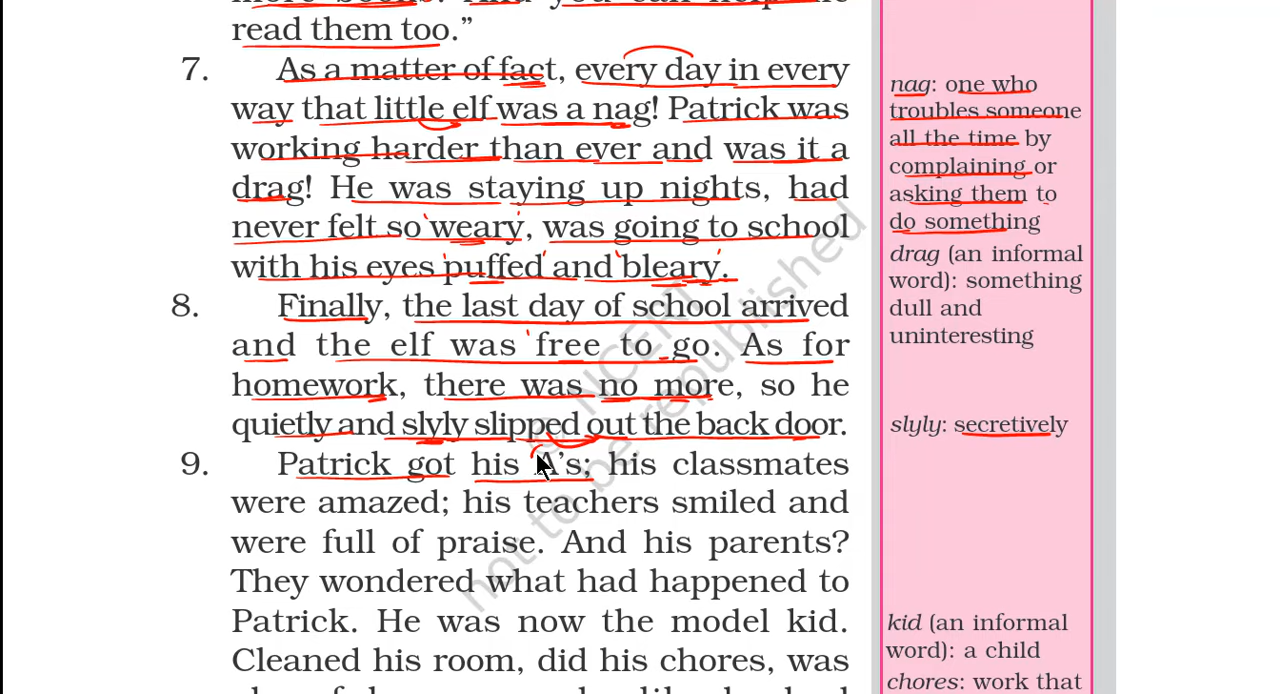 read them too.”
7. As a matter of fact, every day in every
way that little elf was a nag! Patrick was
working harder than ever and was it a
drag! He was staying up nights, had
never felt so weary, was going to school
with his eyes puffed and bleary.
8. Finally, the last day of school arrived
and the elf was free to go. As for
homework, there was no more, so he
quietly and slyly slipped out the back door.
9. Patrick got his A’s; his classmates
were amazed; his teachers smiled and
were full of praise. And his parents?
They wondered what had happened to
Patrick. He was now the model kid.
Cleaned his room, did his chores, was
nag: one who
troubles someone
all the time by
complaining or
asking them to
do something
drag (an informal
word): something
dull and
uninteresting
slyly: secretively
kid (an informal
word): a child
chores: work that
© NCERT
not to be republished